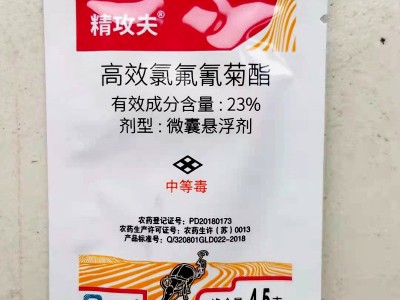 精攻夫®
高效氯氟氰菊酯
有效成分含量：23%
剂型：微囊悬浮剂
中等毒
农药登记证号：PD20180173
农药生产许可证号：农药生许（苏）0013
产品标准号：Q/320801GLD022-2018